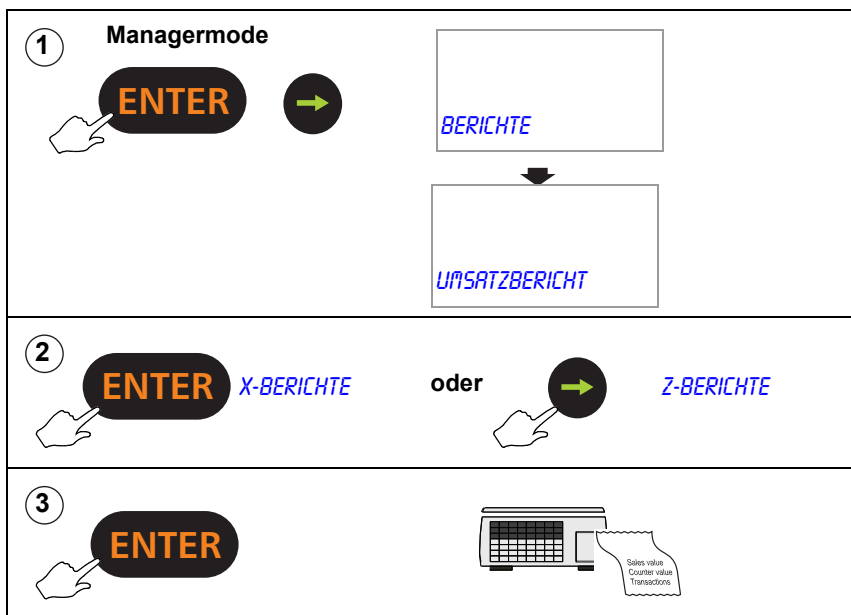 1
Managermode
ENTER
BERICHTE
UMSATZBERICHT
2
ENTER X-BERICHTE oder Z-BERICHTE
3
ENTER
Sales value
Counter value
Transactions